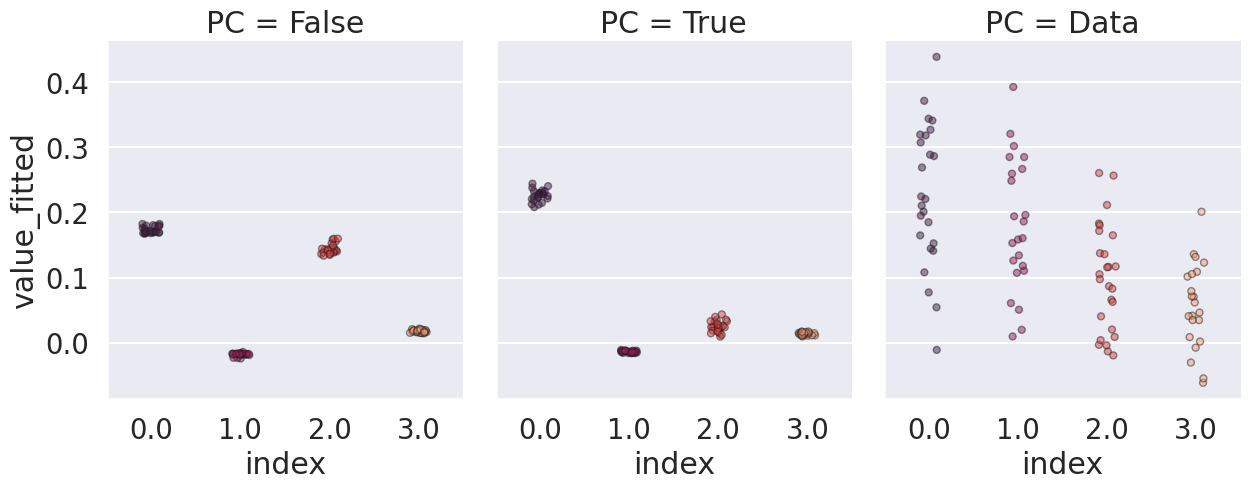 PC = False
PC = True
PC = Data
value_fitted
0.4
0.3
0.2
0.1
0.0
0.0 1.0 2.0 3.0
0.0 1.0 2.0 3.0
0.0 1.0 2.0 3.0
index
index
index